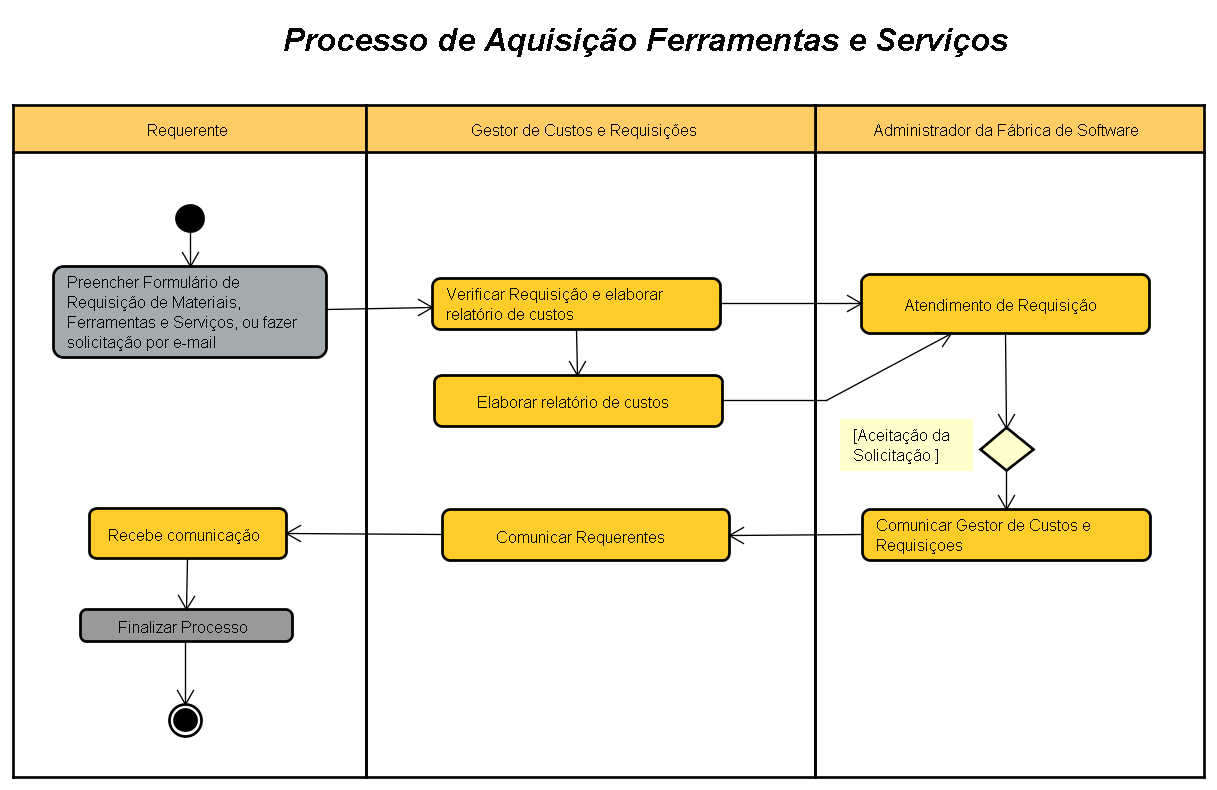 Processo de Aquisição Ferramentas e Serviços
Requerente
Gestor de Custos e Requisições
Administrador da Fábrica de Software
Preencher Formulário de
Requisição de Materiais,
Ferramentas e Serviços, ou fazer
solicitação por e-mail
Verificar Requisição e elaborar
relatório de custos
Atendimento de Requisição
Elaborar relatório de custos
[Aceitação da
Solicitação ]
Comunicar Gestor de Custos e
Requisiçoes
Comunicar Requerentes
Recebe comunicação
Finalizar Processo